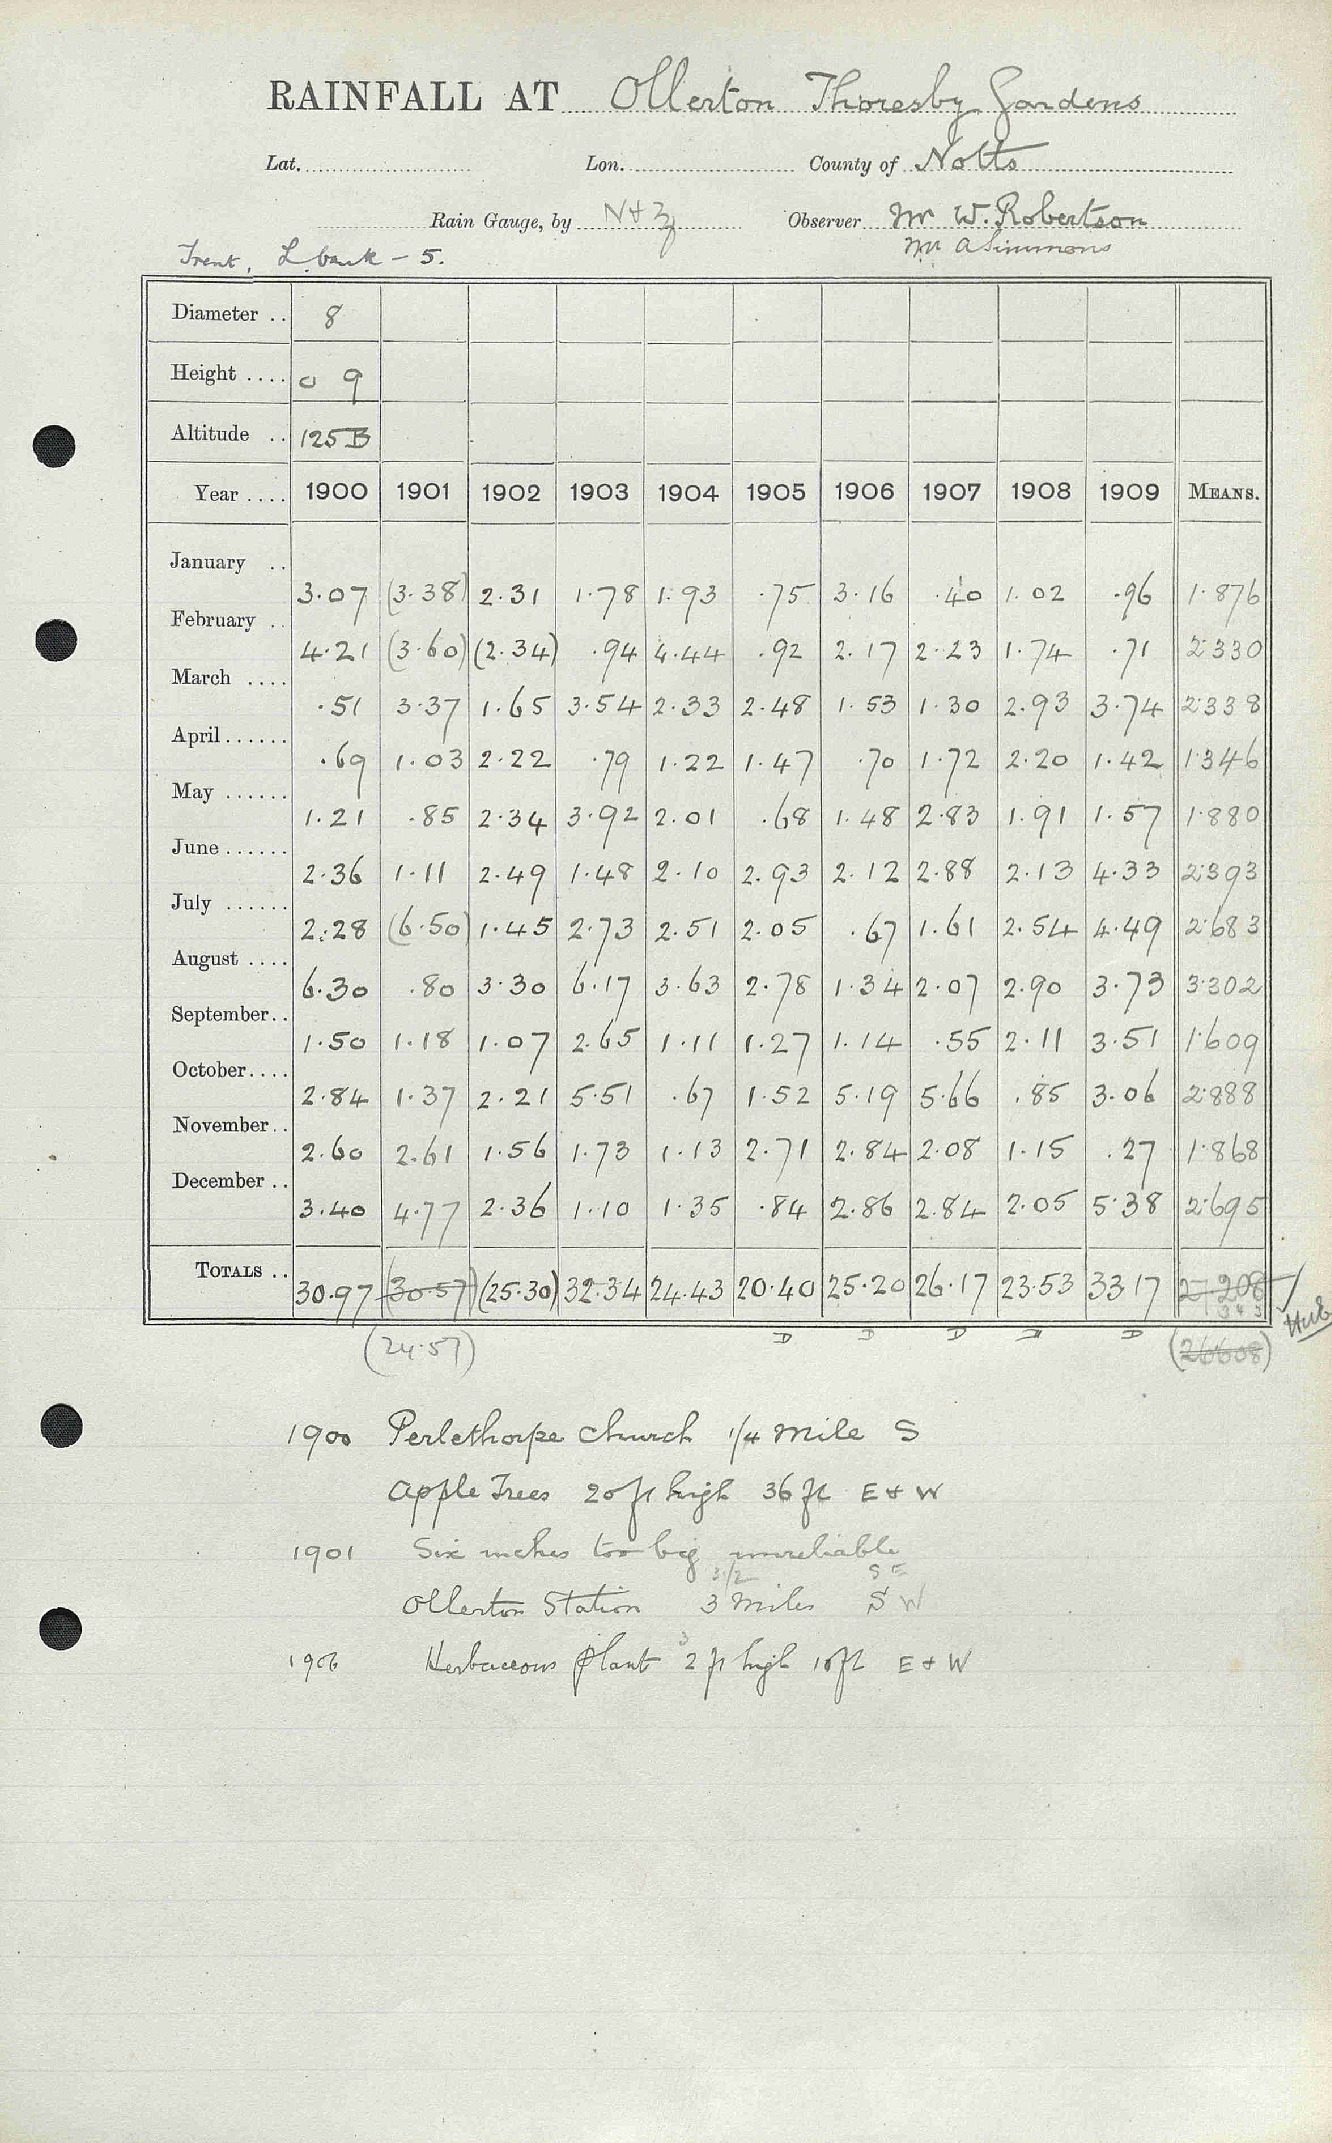 RAINFALL AT Ollerton Thoresby Gardens
Lat. Lon. County of Notts
Rain Gauge, by N & Z Observer Mr W. Robertson
Mr A Simmons
Trent, L bank - 5.
Diameter .. 8
Height .... 0 9
Altitude .. 125 B
Year .... 1900 1901 1902 1903 1904 1905 1906 1907 1908 1909 MEANS.
January .. 3.07 (3.38) 2.31 1.78 1.93 .75 3.16 .40 1.02 .96 1.876
February .. 4.21 (3.60) (2.34) .94 4.44 .92 2.17 2.23 1.74 .71 2.330
March .... .51 3.37 1.65 3.54 2.33 2.48 1.53 1.30 2.93 3.74 2.338
April...... .69 1.03 2.22 .79 1.22 1.47 .70 1.72 2.20 1.42 1.346
May ...... 1.21 .85 2.34 3.92 2.01 .68 1.48 2.83 1.91 1.57 1.880
June...... 2.36 1.11 2.49 1.48 2.10 2.93 2.12 2.88 2.13 4.33 2.393
July ...... 2.28 (6.50) 1.45 2.73 2.51 2.05 .67 1.61 2.54 4.49 2.683
August .... 6.30 .80 3.30 6.17 3.63 2.78 1.34 2.07 2.90 3.73 3.302
September.. 1.50 1.18 1.07 2.65 1.11 1.27 1.14 .55 2.11 3.51 1.609
October.... 2.84 1.37 2.21 5.51 .67 1.52 5.19 5.66 .85 3.06 2.888
November.. 2.60 2.61 1.56 1.73 1.13 2.71 2.84 2.08 1.15 .27 1.868
December .. 3.40 4.77 2.36 1.10 1.35 .84 2.86 2.84 2.05 5.38 2.695
TOTALS .. 30.97 (30.57) (25.30) 32.34 24.43 20.40 25.20 26.17 23.53 33.17 27.208
(24.57) D D D D D (26608)
1900 Perlethorpe Church 1/4 mile S
Apple Trees 20 ft high 36 ft E & W
1901 Six inches too big unreliable
3 1/2 S E
Ollerton Station 3 miles S W
3
1906 Herbaceous plant 2 ft high 10 ft E & W